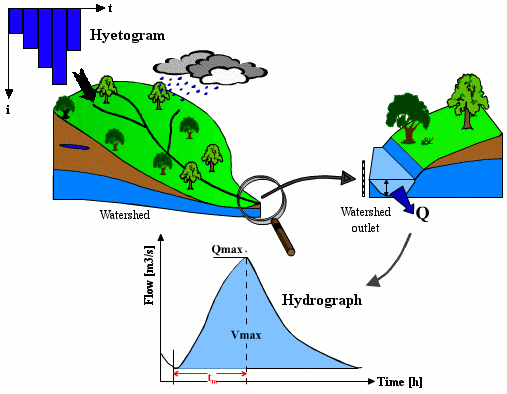 t
Hyetogram
i
Watershed
Watershed
outlet
Q
Qmax
Flow [m3/s]
Hydrograph
Vmax
tm
Time [h]